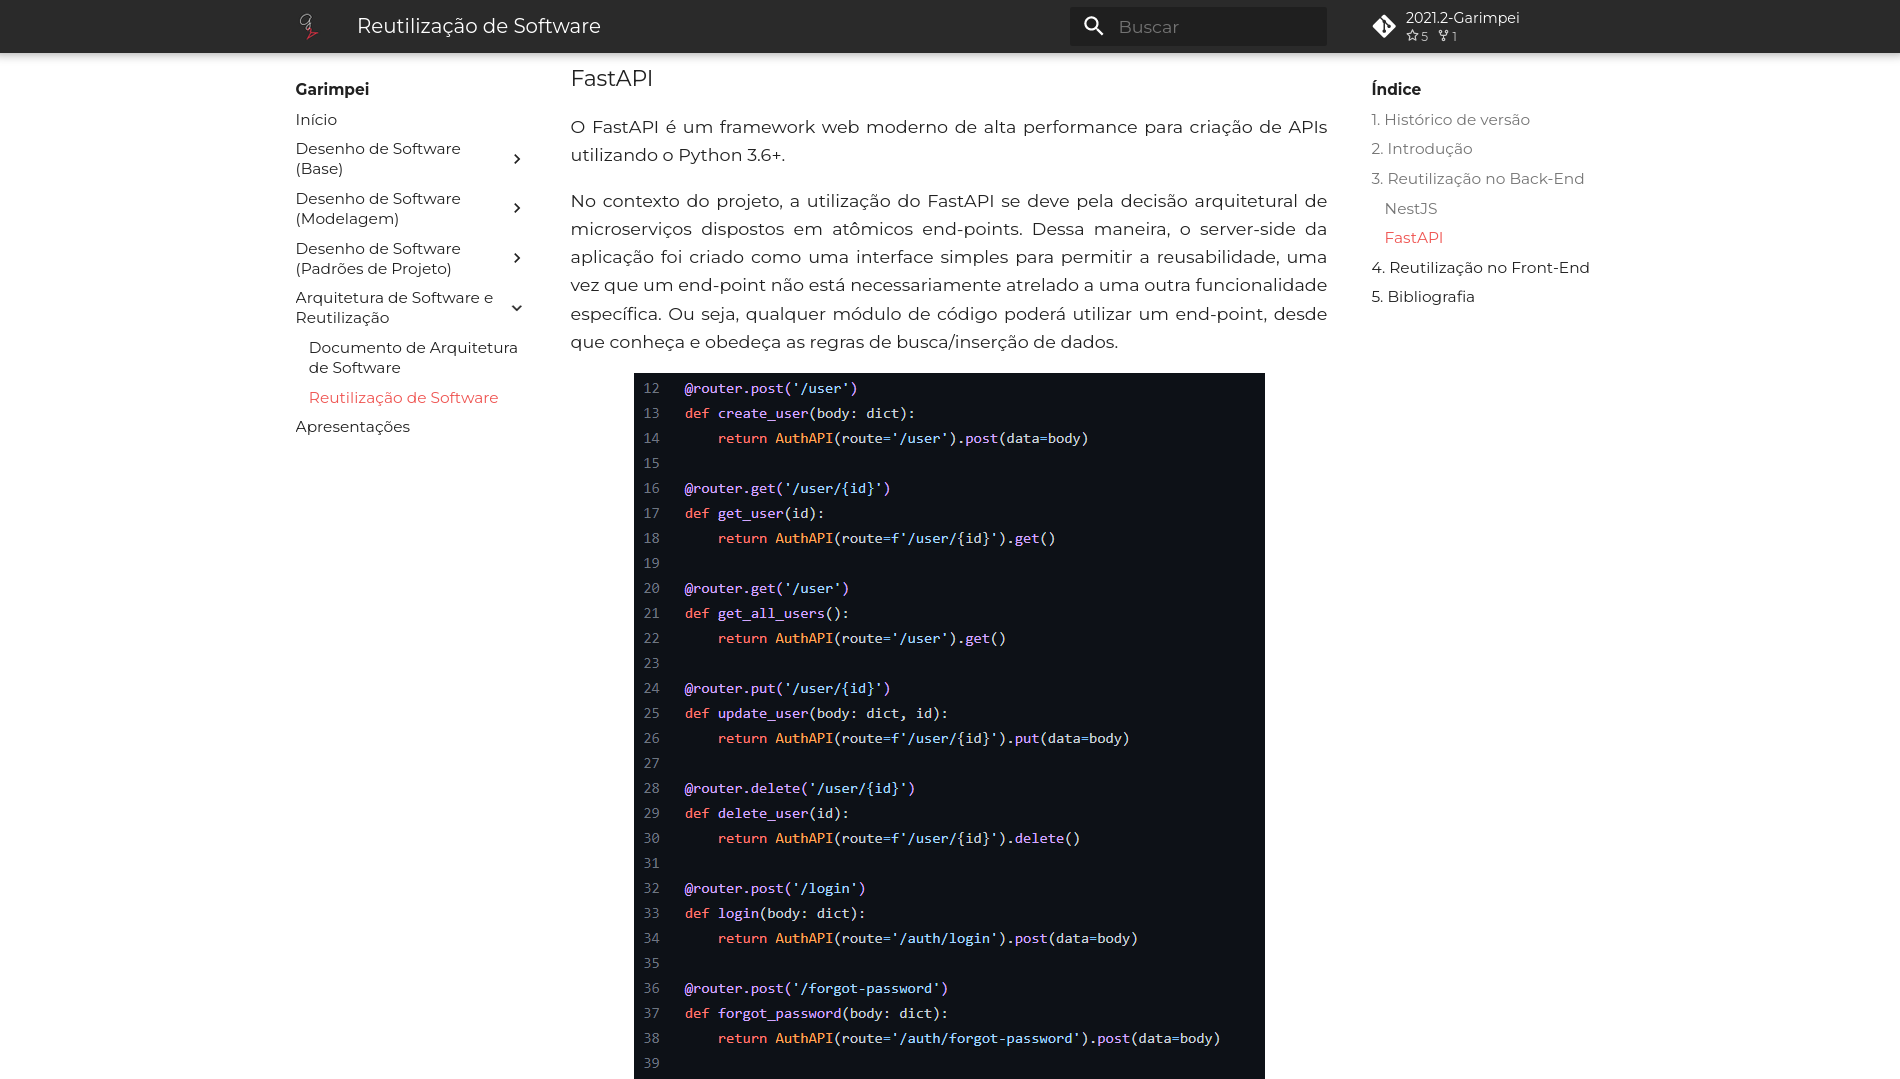 Reutilização de Software
Buscar
2021.2-Garimpei
5 1
Garimpei
Início
Desenho de Software
(Base)
Desenho de Software
(Modelagem)
Desenho de Software
(Padrões de Projeto)
Arquitetura de Software e
Reutilização
Documento de Arquitetura
de Software
Reutilização de Software
Apresentações
FastAPI
O FastAPI é um framework web moderno de alta performance para criação de APIs
utilizando o Python 3.6+.
No contexto do projeto, a utilização do FastAPI se deve pela decisão arquitetural de
microserviços dispostos em atômicos end-points. Dessa maneira, o server-side da
aplicação foi criado como uma interface simples para permitir a reusabilidade, uma
vez que um end-point não está necessariamente atrelado a uma outra funcionalidade
específica. Ou seja, qualquer módulo de código poderá utilizar um end-point, desde
que conheça e obedeça as regras de busca/inserção de dados.
12 @router.post('/user')
13 def create_user(body: dict):
14     return AuthAPI(route='/user').post(data=body)
15
16 @router.get('/user/{id}')
17 def get_user(id):
18     return AuthAPI(route=f'/user/{id}').get()
19
20 @router.get('/user')
21 def get_all_users():
22     return AuthAPI(route='/user').get()
23
24 @router.put('/user/{id}')
25 def update_user(body: dict, id):
26     return AuthAPI(route=f'/user/{id}').put(data=body)
27
28 @router.delete('/user/{id}')
29 def delete_user(id):
30     return AuthAPI(route=f'/user/{id}').delete()
31
32 @router.post('/login')
33 def login(body: dict):
34     return AuthAPI(route='/auth/login').post(data=body)
35
36 @router.post('/forgot-password')
37 def forgot_password(body: dict):
38     return AuthAPI(route='/auth/forgot-password').post(data=body)
39
Índice
1. Histórico de versão
2. Introdução
3. Reutilização no Back-End
NestJS
FastAPI
4. Reutilização no Front-End
5. Bibliografia